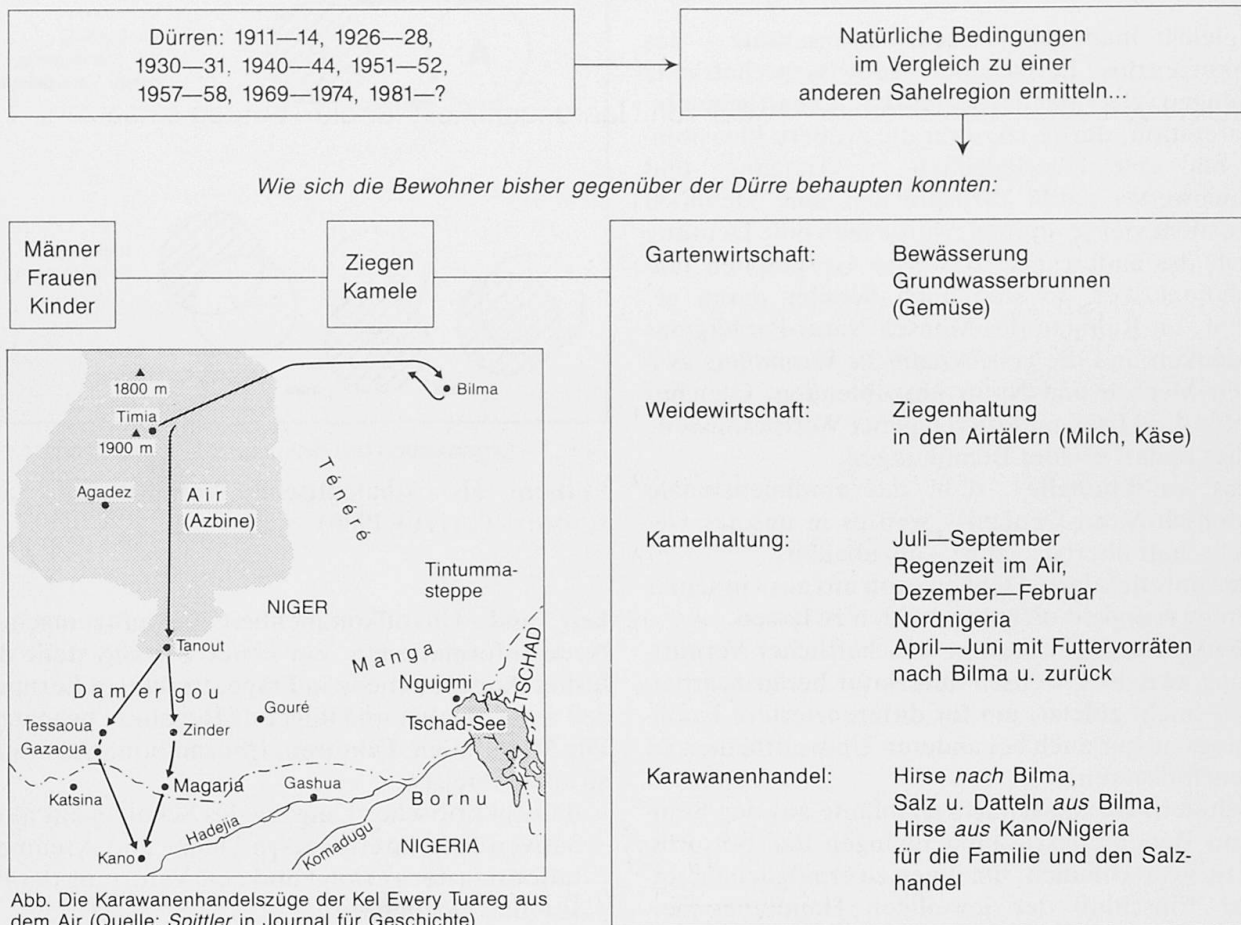 Dürren: 1911—14, 1926—28,
1930—31, 1940—44, 1951—52,
1957—58, 1969—1974, 1981—?
Natürliche Bedingungen
im Vergleich zu einer
anderen Sahelregion ermitteln...
Wie sich die Bewohner bisher gegenüber der Dürre behaupten konnten:
Männer
Frauen
Kinder
Ziegen
Kamele
Gartenwirtschaft: Bewässerung
Grundwasserbrunnen
(Gemüse)
Weidewirtschaft: Ziegenhaltung
in den Airtälern (Milch, Käse)
Kamelhaltung: Juli—September
Regenzeit im Air,
Dezember—Februar
Nordnigeria
April—Juni mit Futtervorräten
nach Bilma u. zurück
Karawanenhandel: Hirse nach Bilma,
Salz u. Datteln aus Bilma,
Hirse aus Kano/Nigeria
für die Familie und den Salz-
handel
1800 m
Bilma
Timia
1900 m
Agadez
Air
(Azbine)
Ténéré
Tintumma-
steppe
NIGER
Tanout
Manga
Nguigmi
TSCHAD
Damergou
Gouré
Tschad-See
Tessaoua
Zinder
Gazaoua
Magaria
Katsina
Gashua
Bornu
Hadejia
Komadugu
NIGERIA
Kano
Abb. Die Karawanenhandelszüge der Kel Ewery Tuareg aus
dem Air (Quelle: Spittler in Journal für Geschichte)